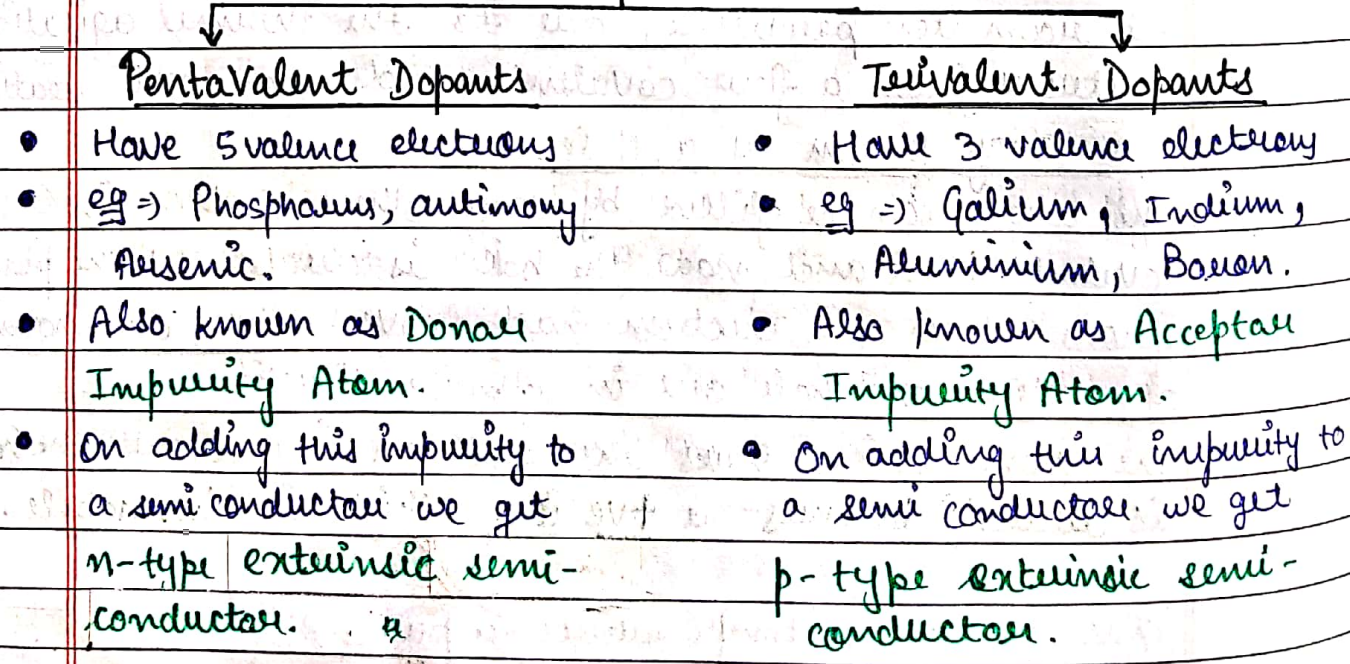 Pentavalent Dopants
• Have 5 valence electrons
• eg => Phosphorus, antimony
Arsenic.
• Also known as Donar
Impurity Atom.
• On adding this impurity to
a semi conductor we get
n-type extrinsic semi-
conductor.
Trivalent Dopants
• Have 3 valence electrons
• eg => Galium, Indium,
Aluminium, Boron.
• Also known as Acceptar
Impurity Atom.
• On adding this impurity to
a semi conductor we get
p-type extrinsic semi-
conductor.